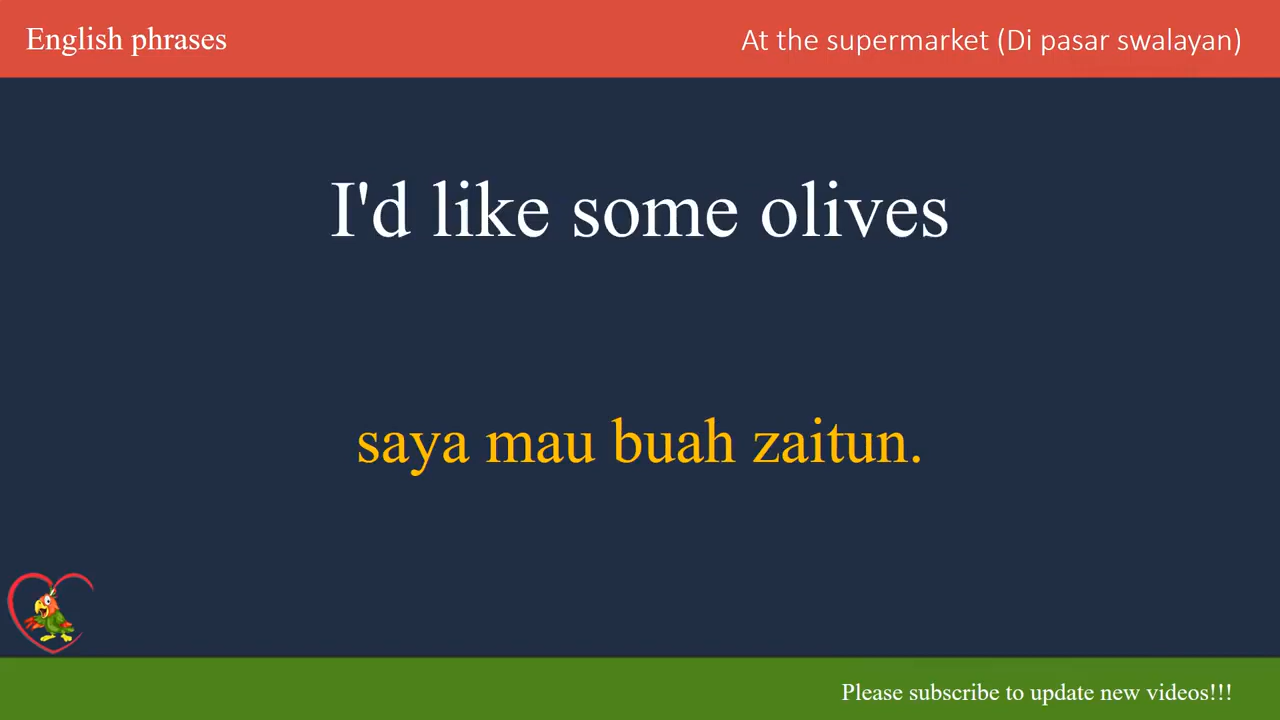 English phrases
At the supermarket (Di pasar swalayan)
I'd like some olives
saya mau buah zaitun.
Please subscribe to update new videos!!!